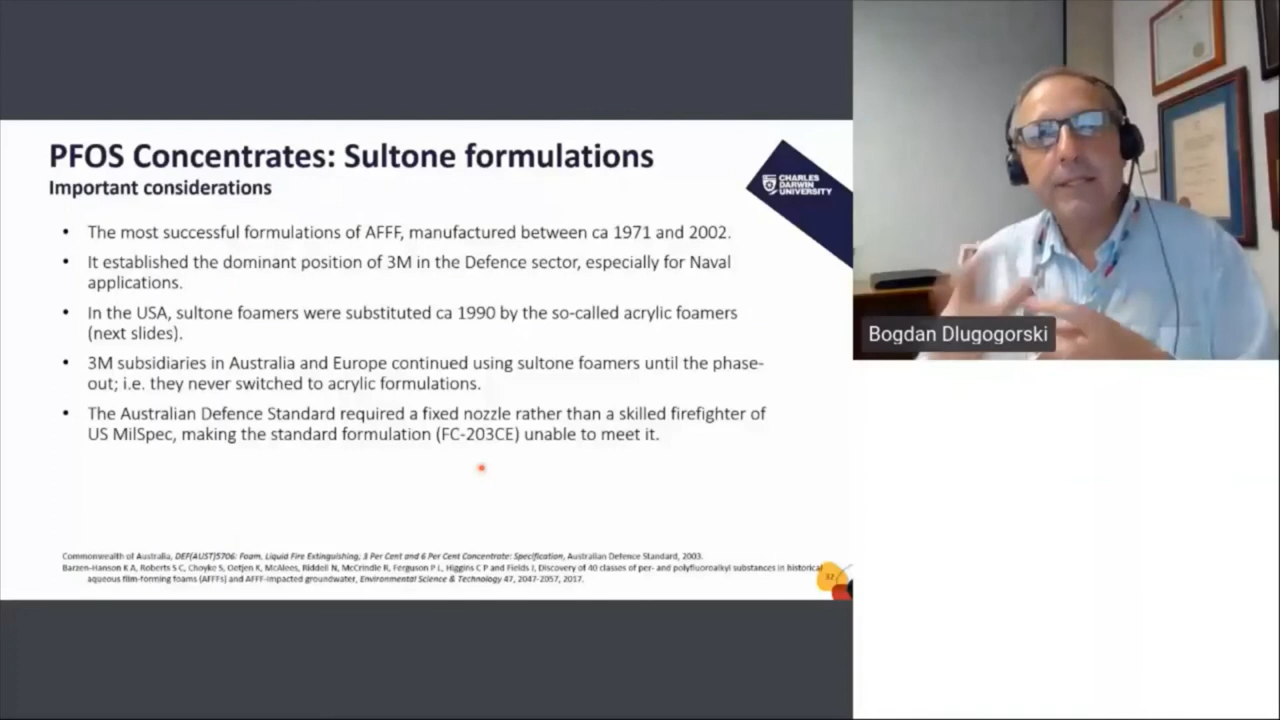 PFOS Concentrates: Sultone formulations
Important considerations
CHARLES
DARWIN
UNIVERSITY
• The most successful formulations of AFFF, manufactured between ca 1971 and 2002.
• It established the dominant position of 3M in the Defence sector, especially for Naval
applications.
• In the USA, sultone foamers were substituted ca 1990 by the so-called acrylic foamers
(next slides).
• 3M subsidiaries in Australia and Europe continued using sultone foamers until the phase-
out; i.e. they never switched to acrylic formulations.
• The Australian Defence Standard required a fixed nozzle rather than a skilled firefighter of
US MilSpec, making the standard formulation (FC-203CE) unable to meet it.
Commonwealth of Australia, DEF(AUST)5706: Foam, Liquid Fire Extinguishing; 3 Per Cent and 6 Per Cent Concentrate: Specification, Australian Defence Standard, 2003.
Barzen-Hanson K A, Roberts S C, Choyke S, Oetjen K, McAlees, Riddell N, McCrindle R, Ferguson P L, Higgins C P and Fields J, Discovery of 40 classes of per- and polyfluoroalkyl substances in historical
aqueous film-forming foams (AFFFs) and AFFF-impacted groundwater, Environmental Science & Technology 47, 2047-2057, 2017.
37
Bogdan Dlugogorski